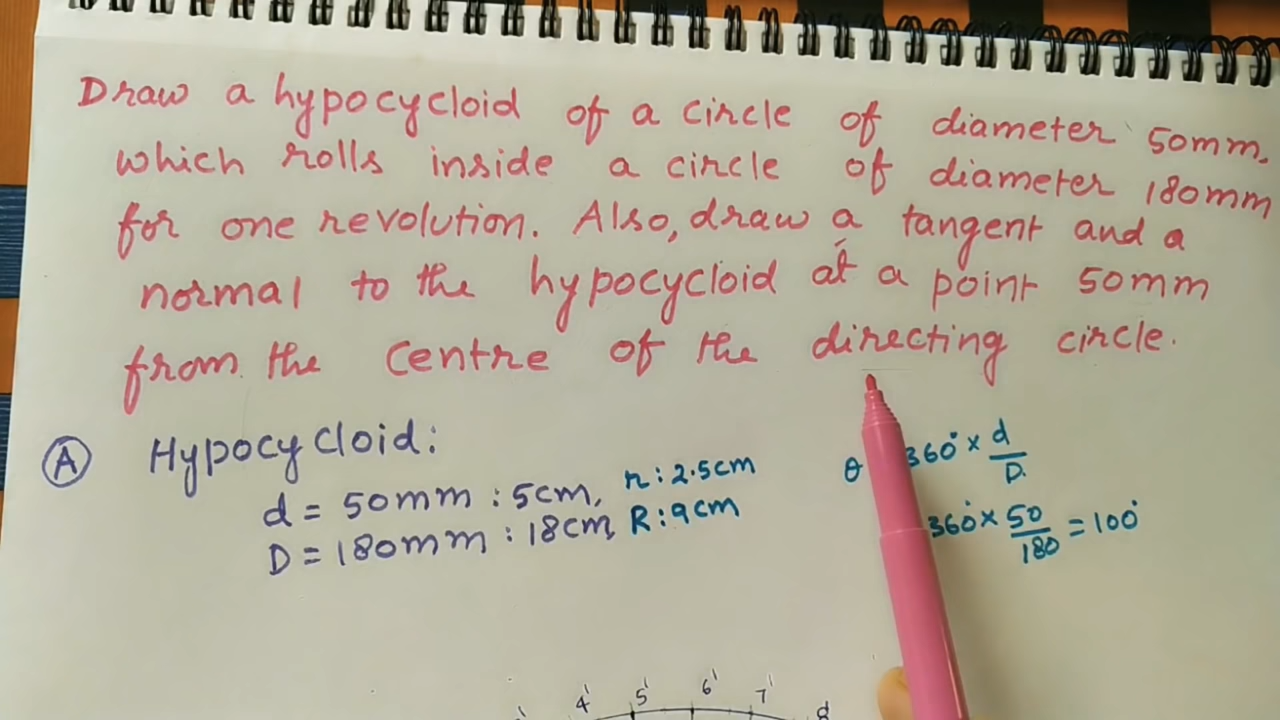 Draw a hypocycloid of a circle of diameter 50mm.
which rolls inside a circle of diameter 180mm
for one revolution. Also, draw a tangent and a
normal to the hypocycloid at a point 50mm
from the centre of the directing circle.
A Hypocycloid:
d = 50mm : 5cm, r : 2.5cm
D = 180mm : 18cm, R : 9cm
θ 360° × d/D.
360° × 50/180 = 100°
4' 5' 6' 7' d